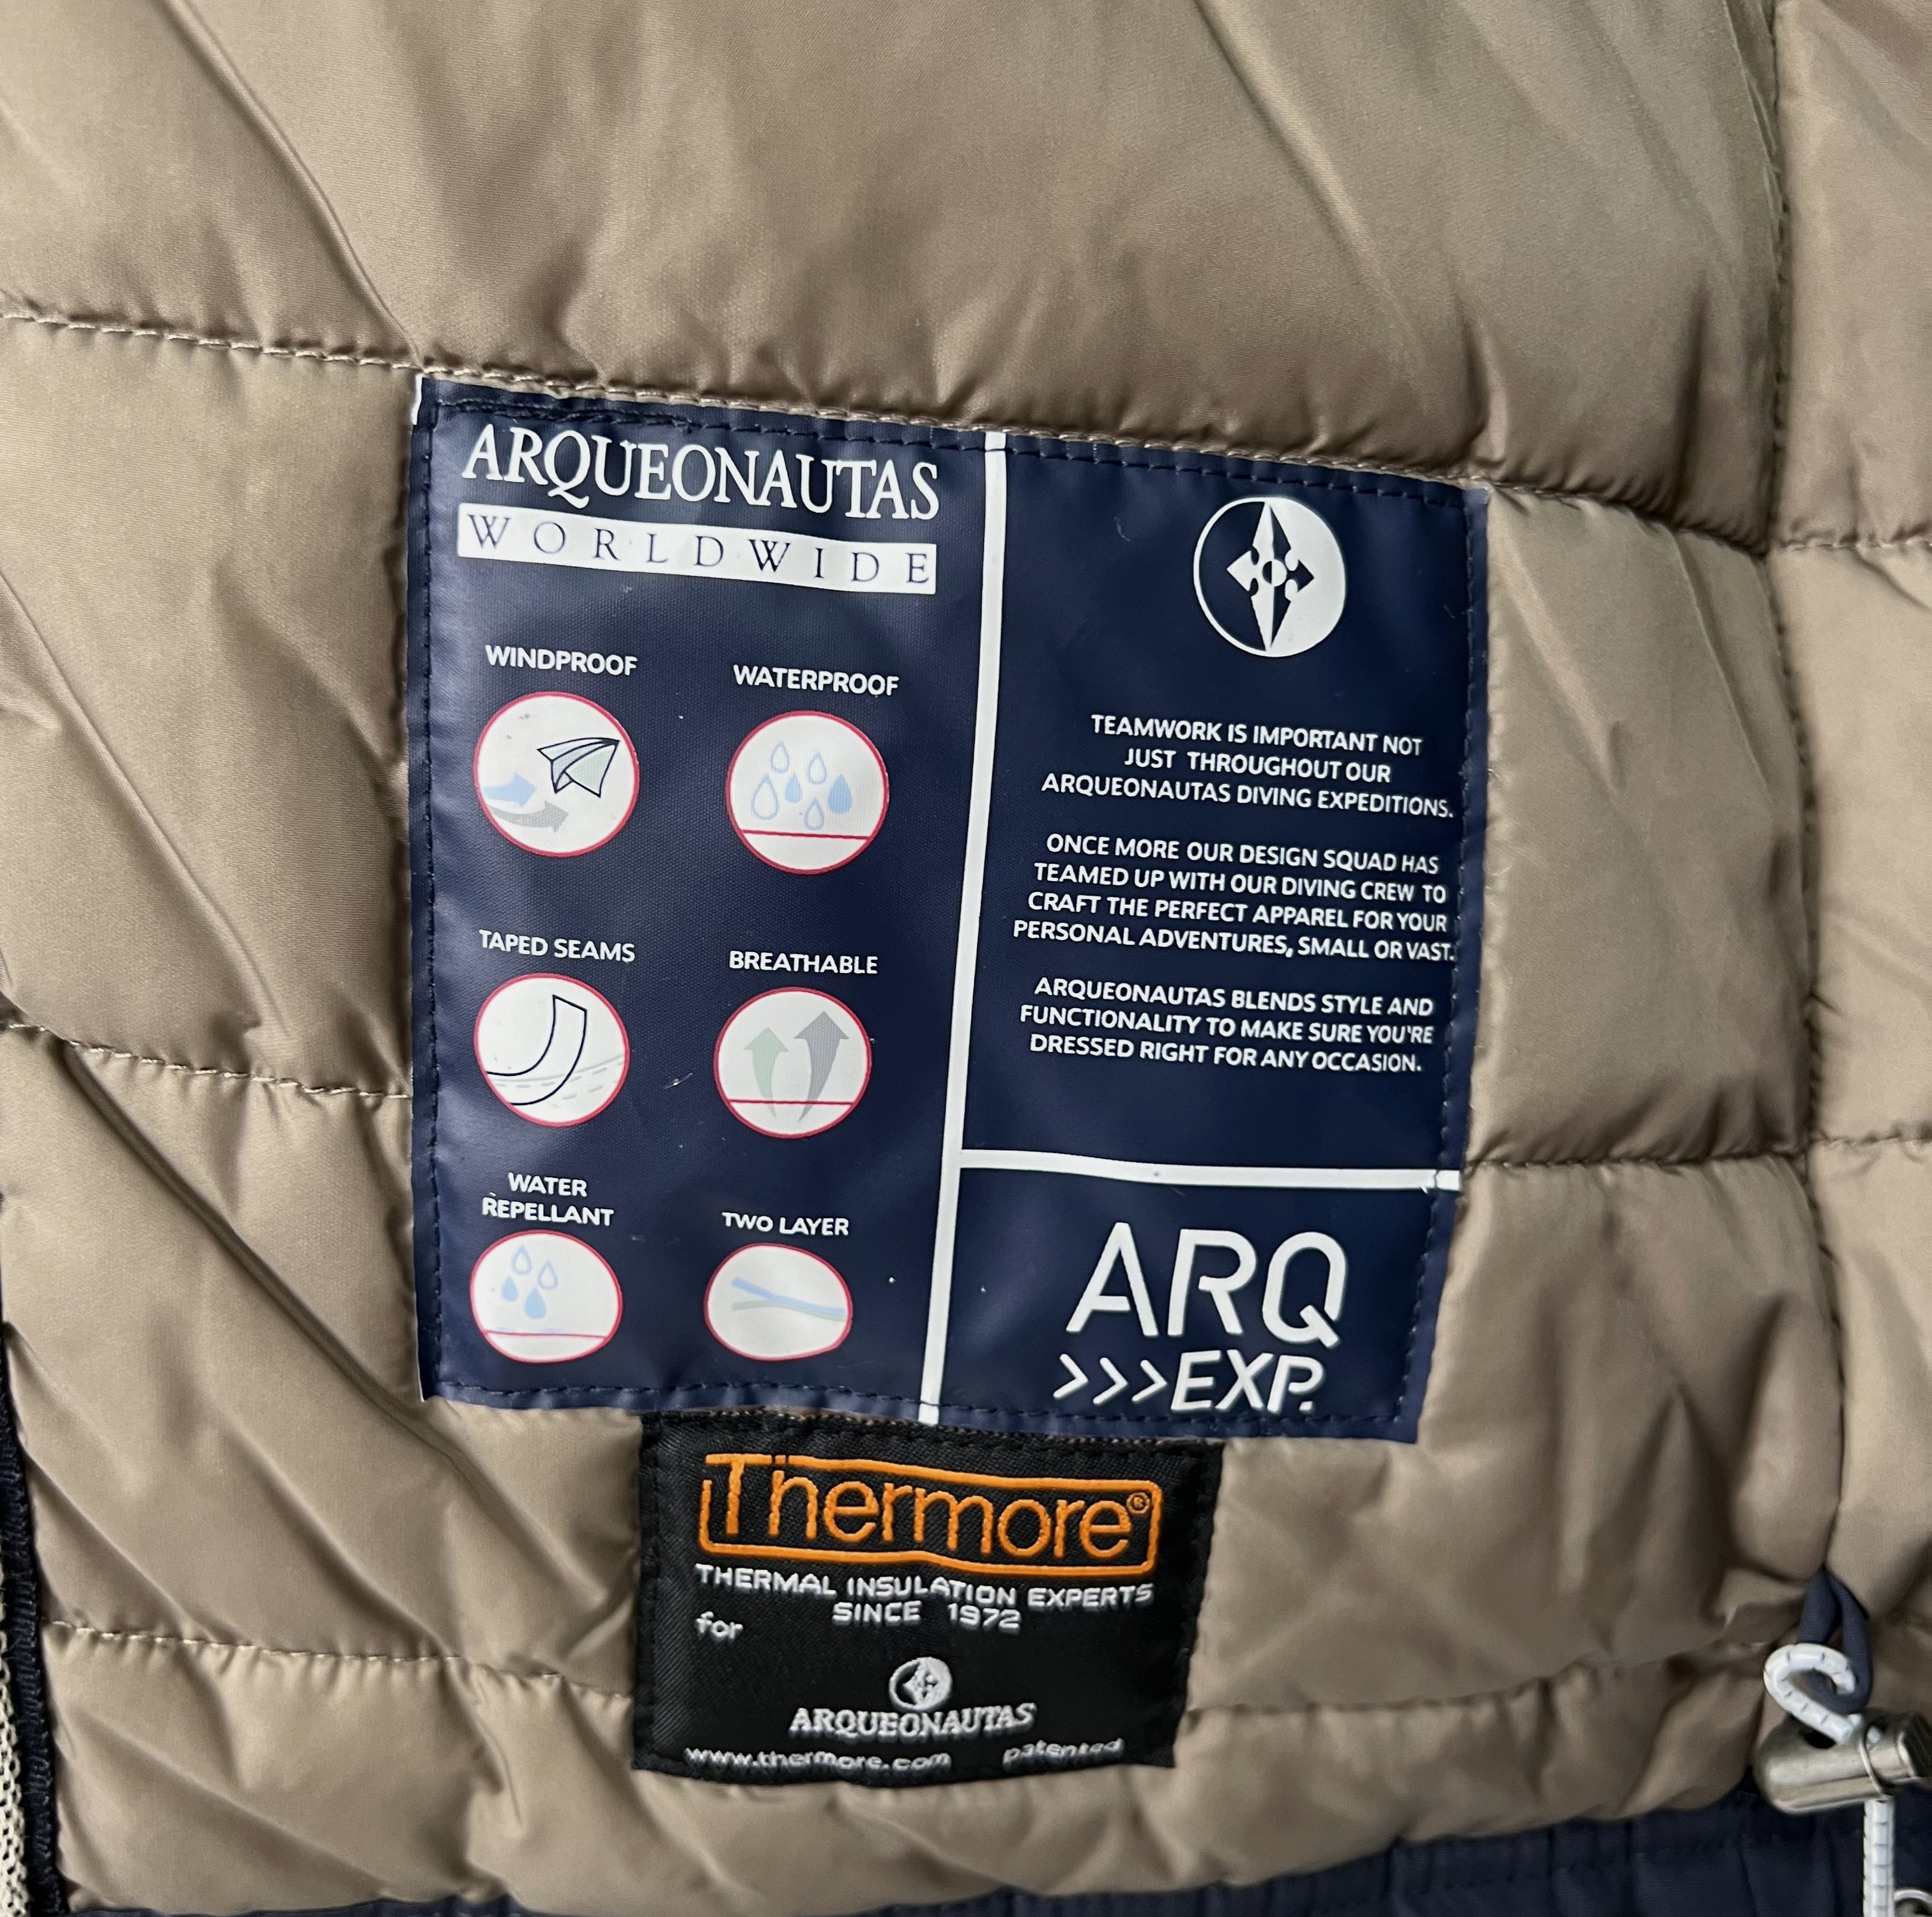 ARQUEONAUTAS
WORLDWIDE
WINDPROOF
WATERPROOF
TAPED SEAMS
BREATHABLE
WATER
REPELLANT
TWO LAYER
TEAMWORK IS IMPORTANT NOT
JUST THROUGHOUT OUR
ARQUEONAUTAS DIVING EXPEDITIONS.
ONCE MORE OUR DESIGN SQUAD HAS
TEAMED UP WITH OUR DIVING CREW TO
CRAFT THE PERFECT APPAREL FOR YOUR
PERSONAL ADVENTURES, SMALL OR VAST.
ARQUEONAUTAS BLENDS STYLE AND
FUNCTIONALITY TO MAKE SURE YOU'RE
DRESSED RIGHT FOR ANY OCCASION.
ARQ
>>>EXP.
Thermore®
THERMAL INSULATION EXPERTS
SINCE 1972
for
ARQUEONAUTAS
www.thermore.com patented